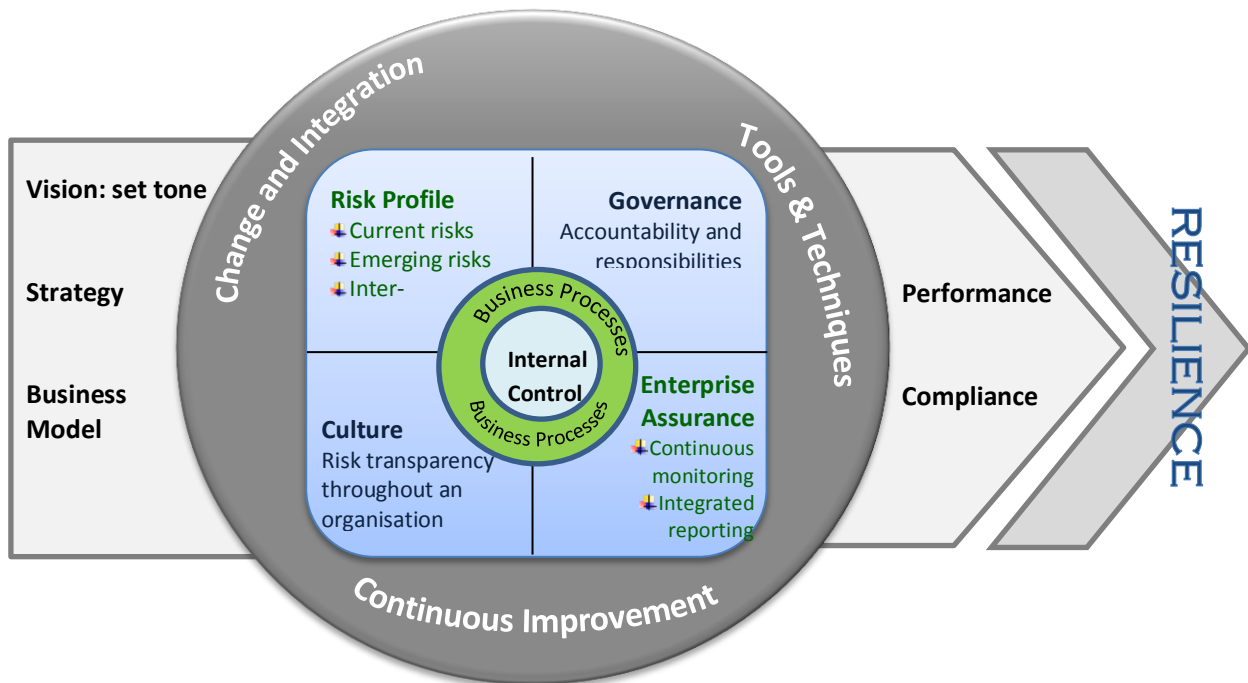 Change and Integration
Tools & Techniques
Continuous Improvement
Vision: set tone
Strategy
Business
Model
Risk Profile
Current risks
Emerging risks
Inter-
Governance
Accountability and
responsibilities
Business Processes
Internal
Control
Business Processes
Culture
Risk transparency
throughout an
organisation
Enterprise
Assurance
Continuous
monitoring
Integrated
reporting
Performance
Compliance
RESILIENCE